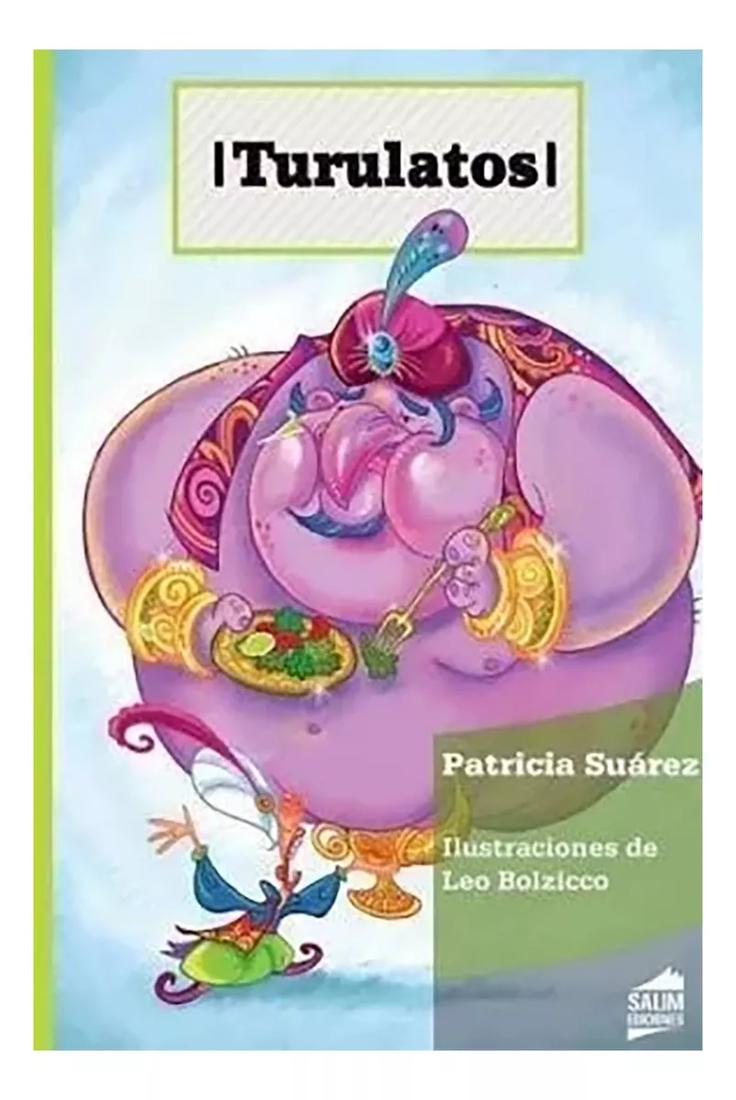 |Turulatos|
Patricia Suárez
Ilustraciones de
Leo Bolzicco
SALIM
EDICIONES